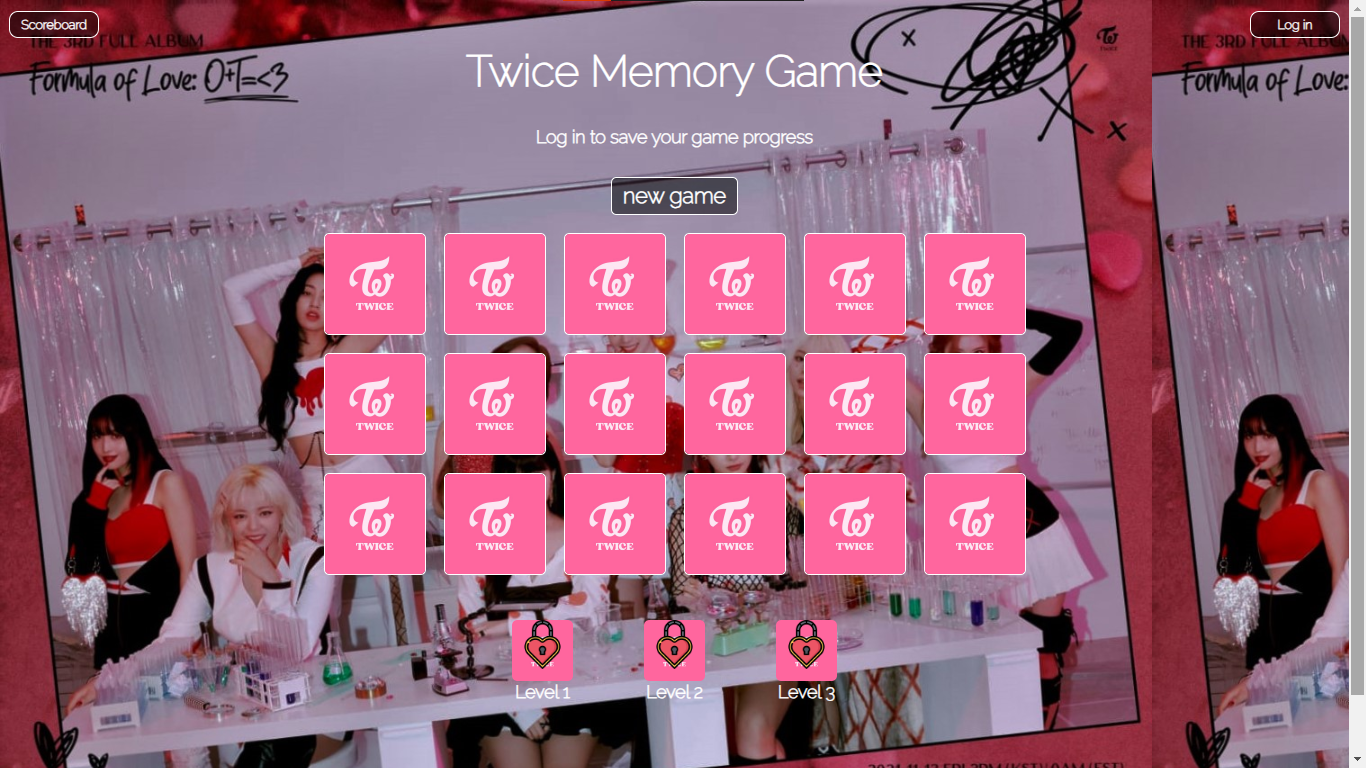 Scoreboard
Log in
THE 3RD FULL ALBUM
THE 3RD FULL ALBUM
Formula of Love: O+T=<3
Formula of Love:
TWICE
Twice Memory Game
Log in to save your game progress
new game
TWICE TWICE TWICE TWICE TWICE TWICE
TWICE TWICE TWICE TWICE TWICE TWICE
TWICE TWICE TWICE TWICE TWICE TWICE
Level 1 Level 2 Level 3